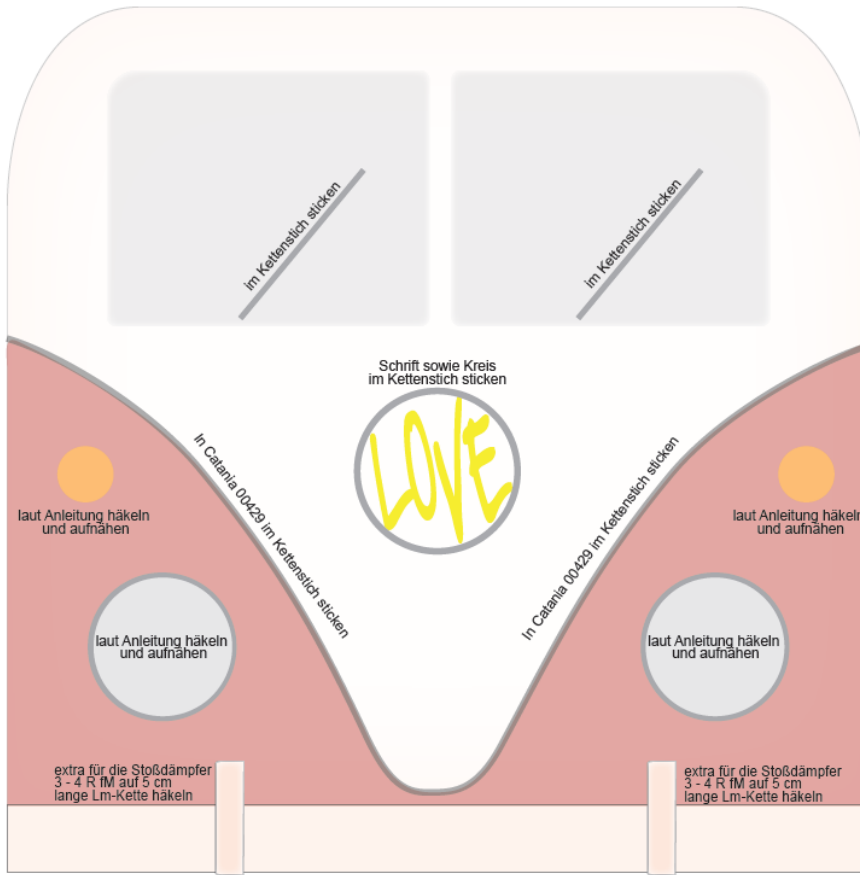 im Kettenstich sticken
im Kettenstich sticken
Schrift sowie Kreis
im Kettenstich sticken
LOVE
In Catania 00429 im Kettenstich sticken
In Catania 00429 im Kettenstich sticken
laut Anleitung häkeln
und aufnähen
laut Anleitung häkeln
und aufnähen
laut Anleitung häkeln
und aufnähen
laut Anleitung häkeln
und aufnähen
extra für die Stoßdämpfer
3 - 4 R fM auf 5 cm
lange Lm-Kette häkeln
extra für die Stoßdämpfer
3 - 4 R fM auf 5 cm
lange Lm-Kette häkeln